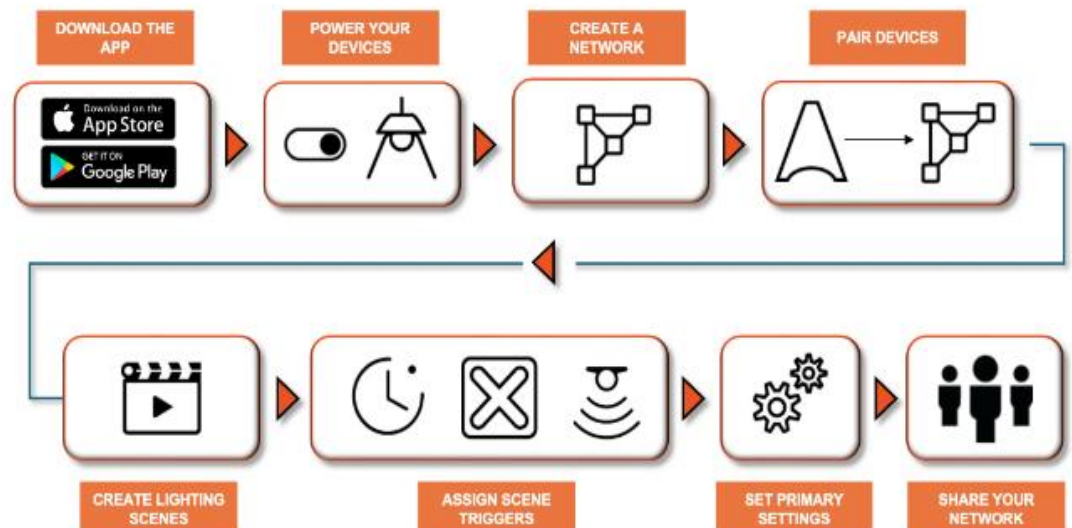 DOWNLOAD THE
APP
POWER YOUR
DEVICES
CREATE A
NETWORK
PAIR DEVICES
Download on the
App Store
GET IT ON
Google Play
CREATE LIGHTING
SCENES
ASSIGN SCENE
TRIGGERS
SET PRIMARY
SETTINGS
SHARE YOUR
NETWORK